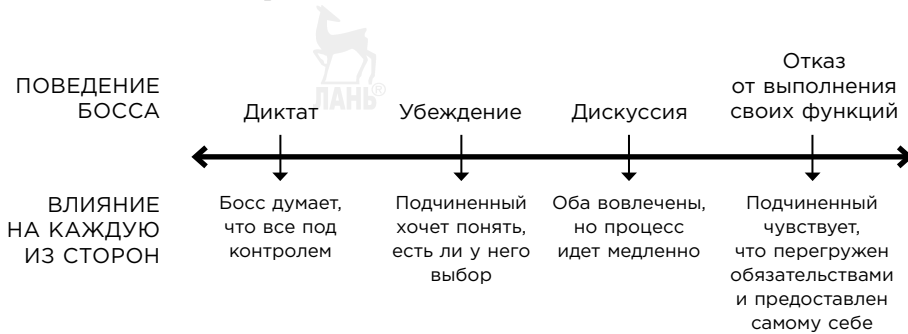 ЛАНЬ®
ПОВЕДЕНИЕ
БОССА
Диктат
Убеждение
Дискуссия
Отказ
от выполнения
своих функций
ВЛИЯНИЕ
НА КАЖДУЮ
ИЗ СТОРОН
Босс думает,
что все под
контролем
Подчиненный
хочет понять,
есть ли у него
выбор
Оба вовлечены,
но процесс
идет медленно
Подчиненный
чувствует,
что перегружен
обязательствами
и предоставлен
самому себе